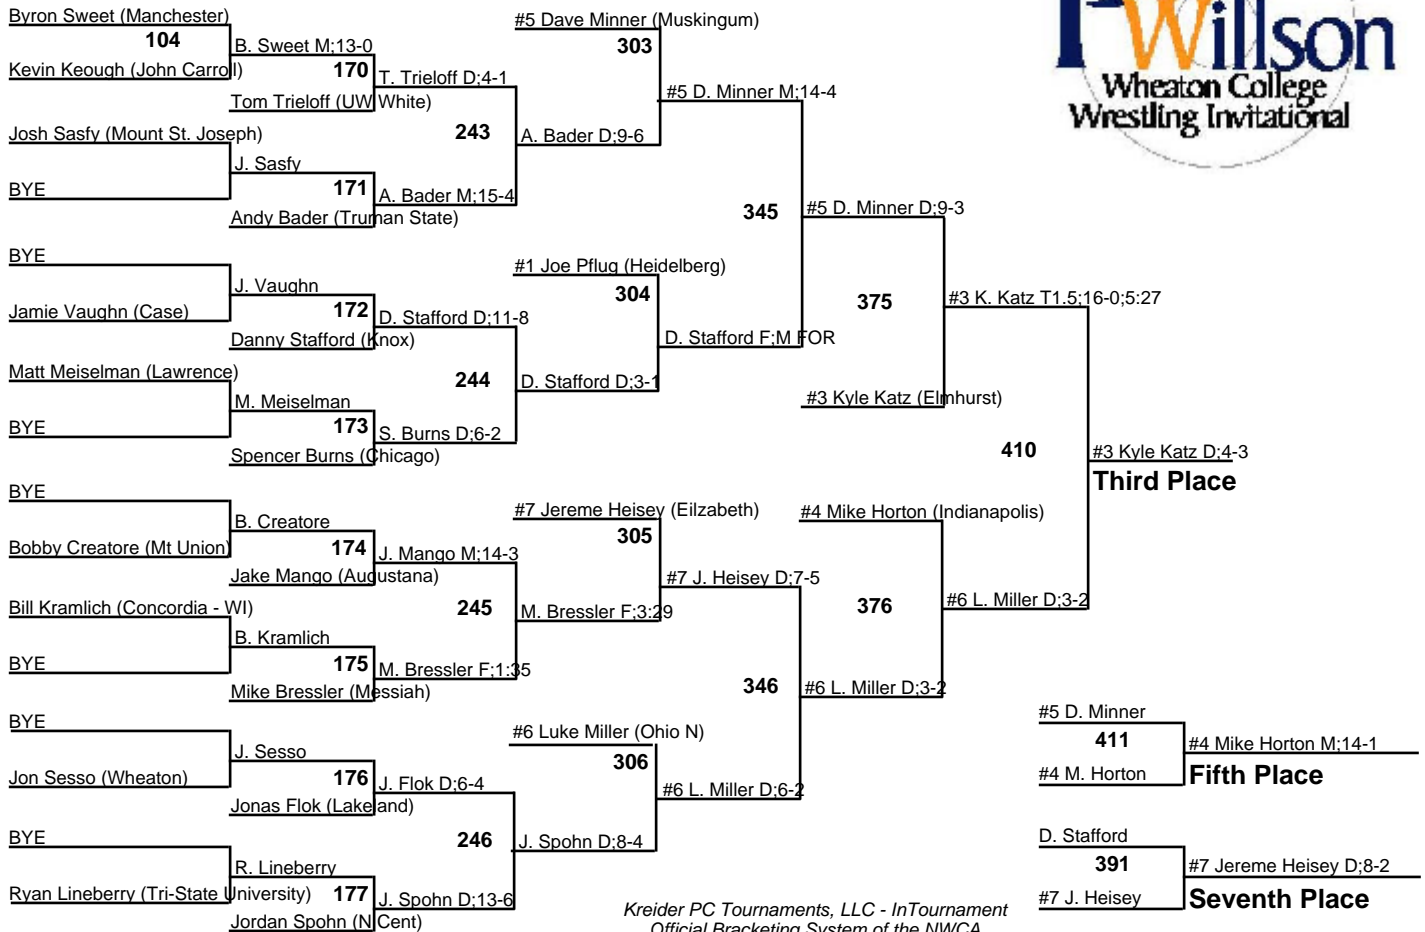 Byron Sweet (Manchester)
104
B. Sweet M;13-0
Kevin Keough (John Carroll)
170
T. Trieloff D;4-1
Tom Trieloff (UW White)
Josh Sasfy (Mount St. Joseph)
243
A. Bader D;9-6
J. Sasfy
BYE
171
A. Bader M;15-4
Andy Bader (Truman State)
#5 Dave Minner (Muskingum)
303
#5 D. Minner M;14-4
345
#5 D. Minner D;9-3
BYE
J. Vaughn
Jamie Vaughn (Case)
172
D. Stafford D;11-8
Danny Stafford (Knox)
Matt Meiselman (Lawrence)
244
D. Stafford D;3-1
M. Meiselman
BYE
173
S. Burns D;6-2
Spencer Burns (Chicago)
#1 Joe Pflug (Heidelberg)
304
D. Stafford F;M FOR
375
#3 K. Katz T1.5;16-0;5:27
#3 Kyle Katz (Elmhurst)
410
#3 Kyle Katz D;4-3
Third Place
BYE
B. Creatore
Bobby Creatore (Mt Union)
174
J. Mango M;14-3
Jake Mango (Augustana)
Bill Kramlich (Concordia - WI)
245
M. Bressler F;3:29
B. Kramlich
BYE
175
M. Bressler F;1:35
Mike Bressler (Messiah)
#7 Jereme Heisey (Eilzabeth)
305
#7 J. Heisey D;7-5
#4 Mike Horton (Indianapolis)
376
#6 L. Miller D;3-2
346
#6 L. Miller D;3-2
BYE
J. Sesso
Jon Sesso (Wheaton)
176
J. Flok D;6-4
Jonas Flok (Lakeland)
BYE
246
J. Spohn D;8-4
R. Lineberry
Ryan Lineberry (Tri-State University)
177
J. Spohn D;13-6
Jordan Spohn (N Cent)
#6 Luke Miller (Ohio N)
306
#6 L. Miller D;6-2
#5 D. Minner
411
#4 Mike Horton M;14-1
#4 M. Horton
Fifth Place
D. Stafford
391
#7 Jereme Heisey D;8-2
#7 J. Heisey
Seventh Place
Willson
Wheaton College
Wrestling Invitational
Kreider PC Tournaments, LLC - InTournament
Official Bracketing System of the NWCA